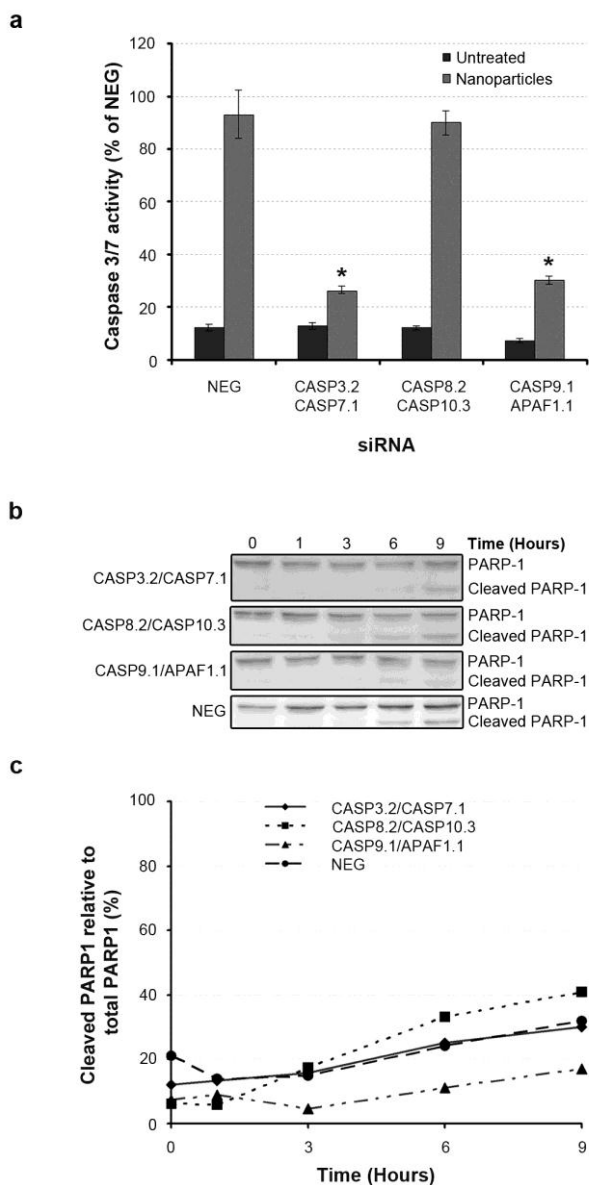 a
Caspase 3/7 activity (% of NEG)
120
100
80
60
40
20
0
Untreated
Nanoparticles
*
*
NEG
CASP3.2
CASP7.1
CASP8.2
CASP10.3
CASP9.1
APAF1.1
siRNA
b
0 1 3 6 9 Time (Hours)
CASP3.2/CASP7.1
PARP-1
Cleaved PARP-1
CASP8.2/CASP10.3
PARP-1
Cleaved PARP-1
CASP9.1/APAF1.1
PARP-1
Cleaved PARP-1
NEG
PARP-1
Cleaved PARP-1
c
Cleaved PARP1 relative to
total PARP1 (%)
100
80
60
40
20
0
CASP3.2/CASP7.1
CASP8.2/CASP10.3
CASP9.1/APAF1.1
NEG
0 3 6 9
Time (Hours)